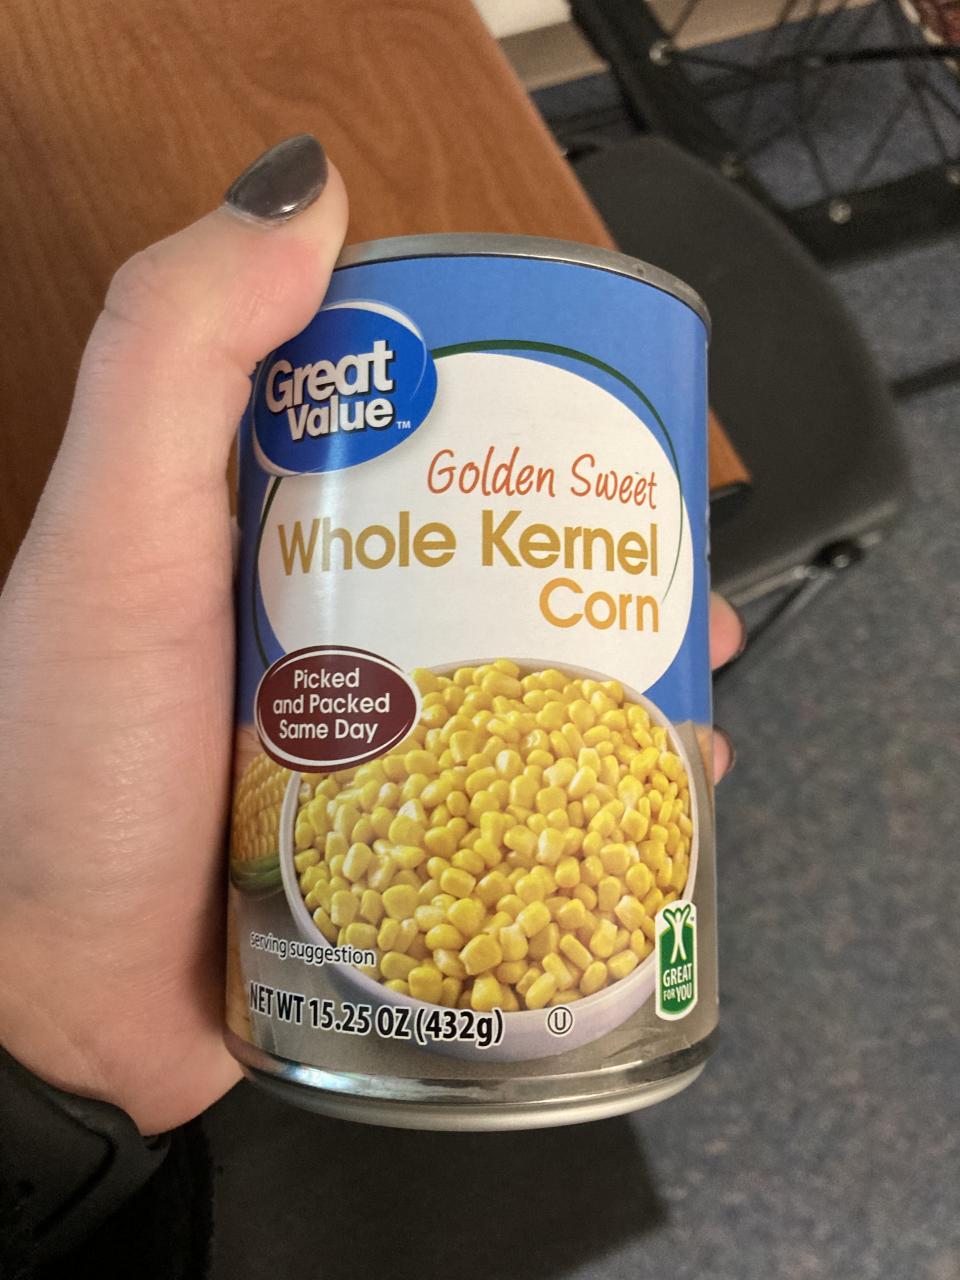 Great
Value™
Golden Sweet
Whole Kernel
Corn
Picked
and Packed
Same Day
serving suggestion
NET WT 15.25 OZ (432g)
U
GREAT
FOR YOU